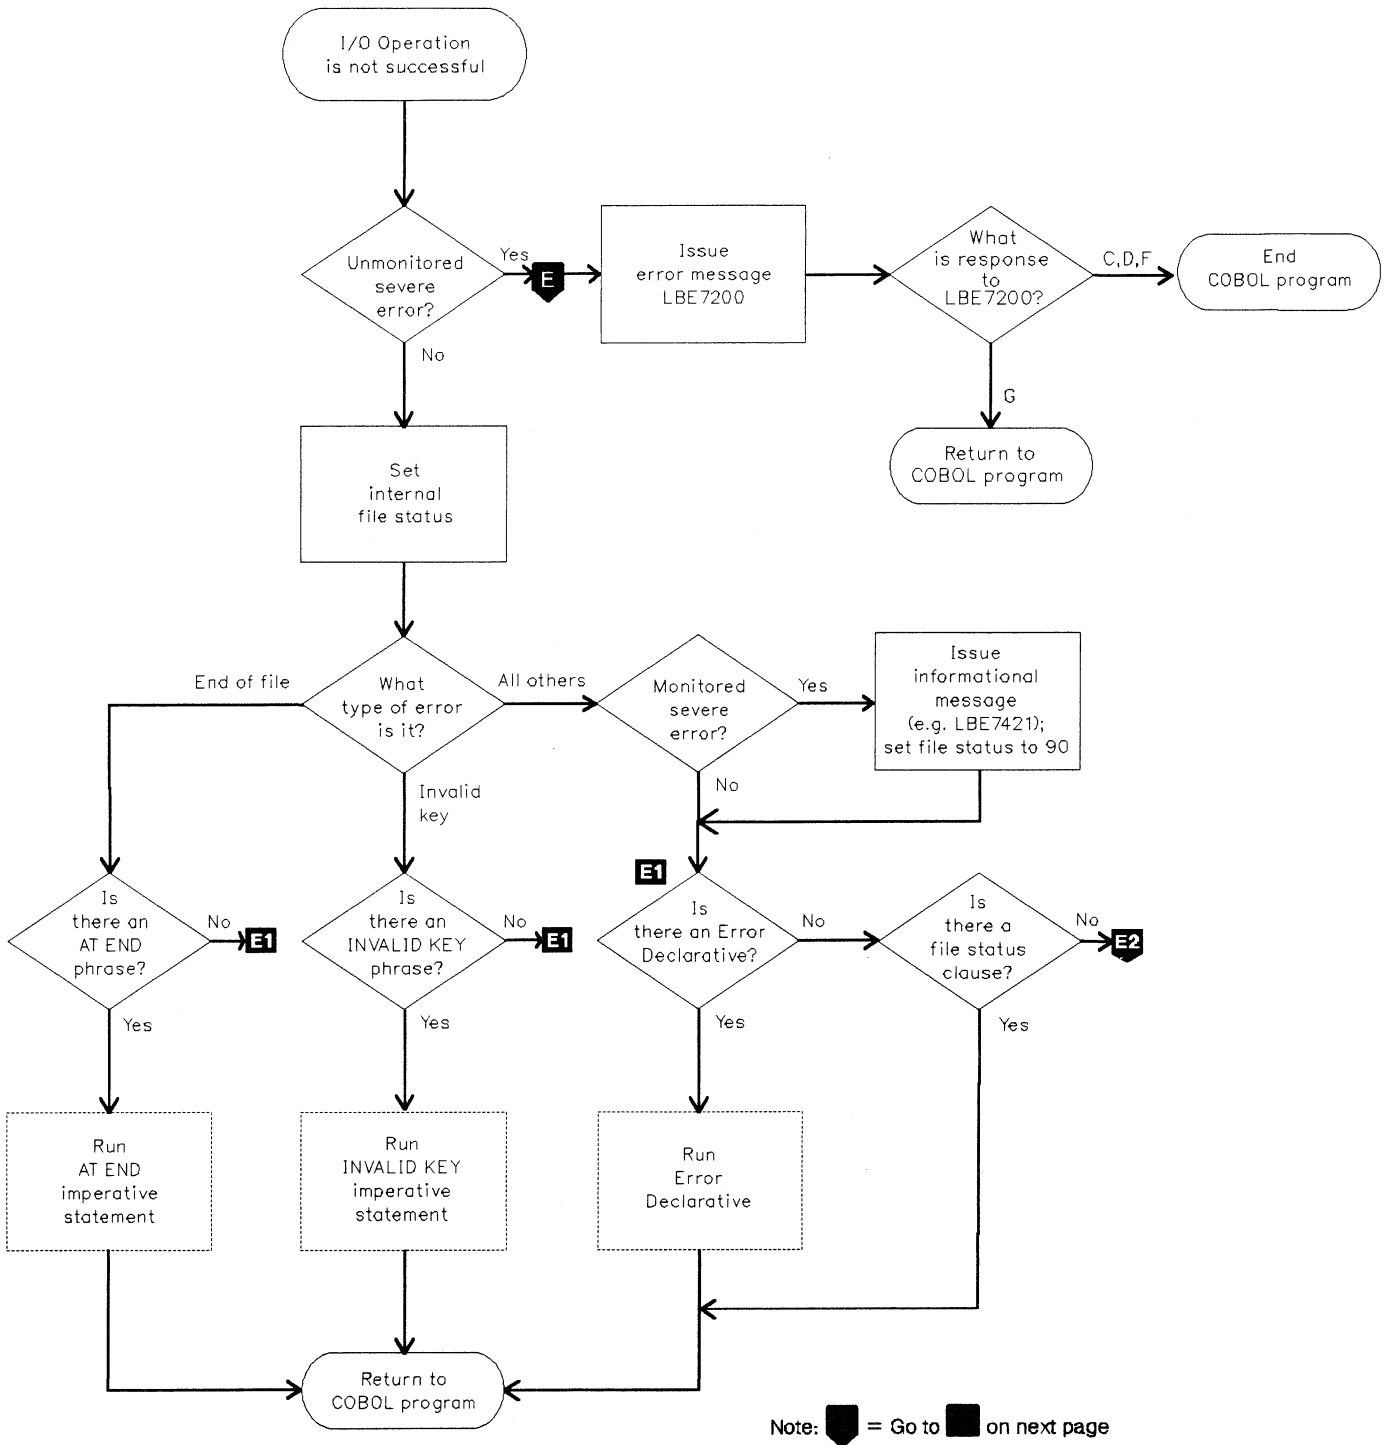 I/O Operation
is not successful
Unmonitored
severe
error?
Yes
E
Issue
error message
LBE7200
What
is response
to
LBE7200?
C,D,F
End
COBOL program
No
G
Return to
COBOL program
Set
internal
file status
End of file
What
type of error
is it?
All others
Monitored
severe
error?
Yes
Issue
informational
message
(e.g. LBE7421);
set file status to 90
Invalid
key
No
E1
Is
there an
AT END
phrase?
No
E1
Is
there an
INVALID KEY
phrase?
No
E1
Is
there an Error
Declarative?
No
Is
there a
file status
clause?
No
E2
Yes
Yes
Yes
Yes
Run
AT END
imperative
statement
Run
INVALID KEY
imperative
statement
Run
Error
Declarative
Return to
COBOL program
Note: = Go to on next page